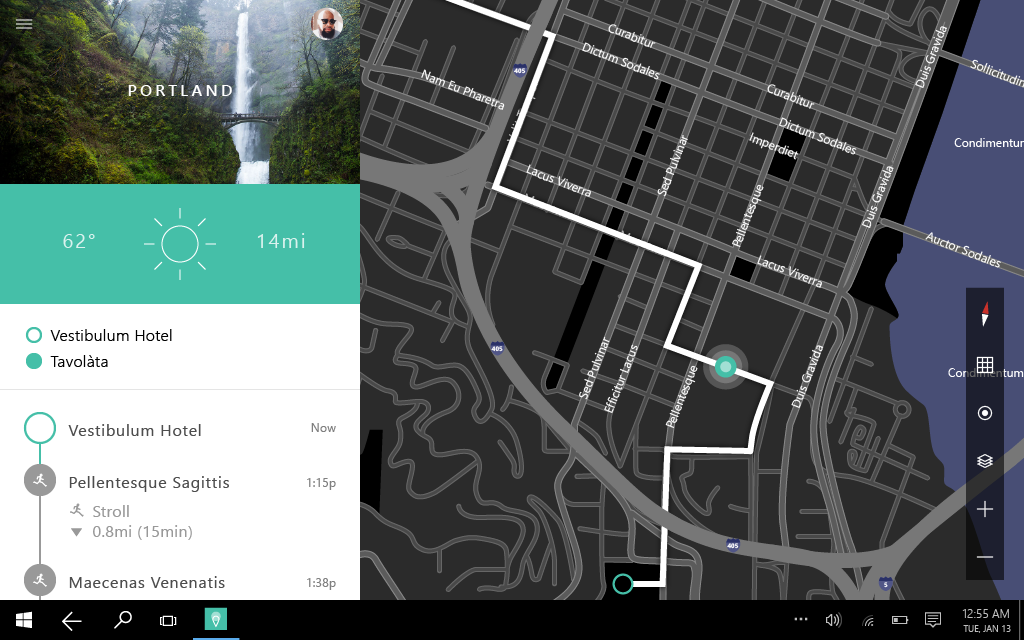 PORTLAND
62°
14mi
Vestibulum Hotel
Tavolàta
Vestibulum Hotel
Now
Pellentesque Sagittis
1:15p
Stroll
0.8mi (15min)
Maecenas Venenatis
1:38p
Curabitur
Dictum Sodales
Duis Gravida
Sollicitudin
405
Nam Eu Pharetra
Curabitur
Dictum Sodales
Imperdiet
Condimentum
Sed Pulvinar
Lacus Viverra
Pellentesque
Duis Gravida
Auctor Sodales
Lacus Viverra
405
Sed Pulvinar
Efficitur Lacus
Pellentesque
Duis Gravida
Condimentum
405
5
12:55 AM
TUE, JAN 13